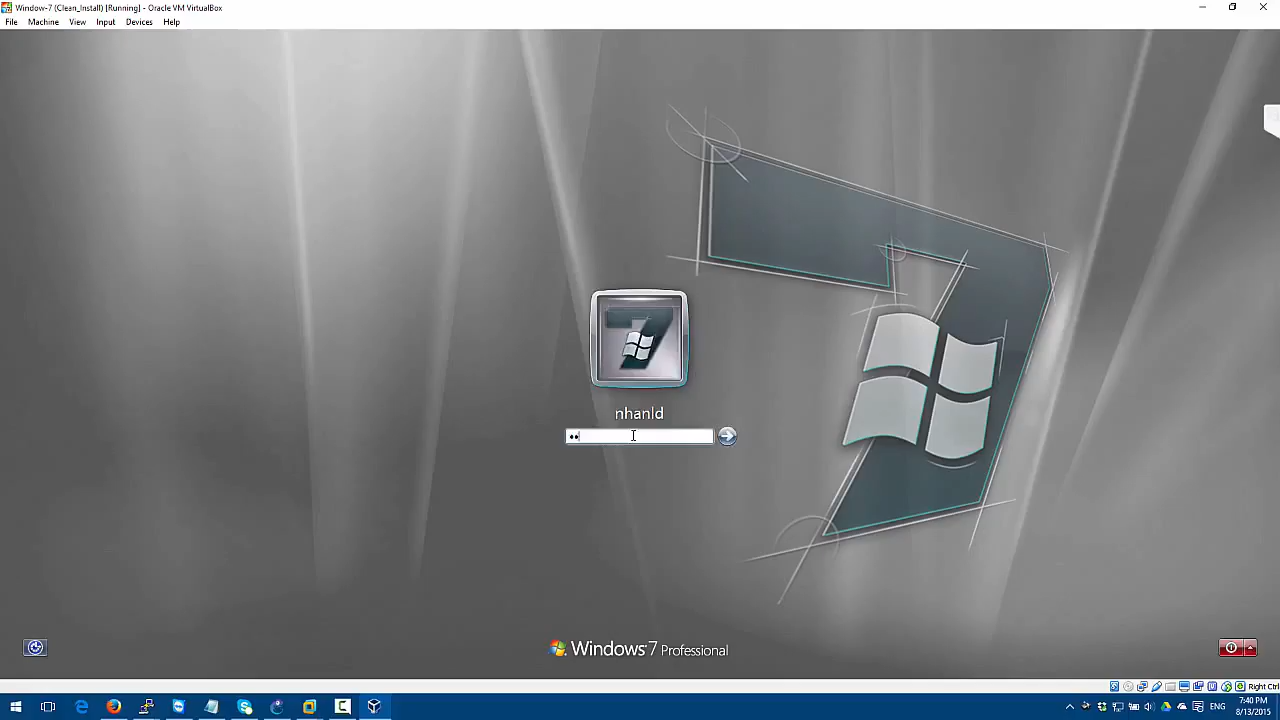 Window-7 (Clean_Install) [Running] - Oracle VM VirtualBox
File Machine View Input Devices Help
nhanld
Windows 7 Professional
Right Ctrl
ENG
7:40 PM
8/13/2015